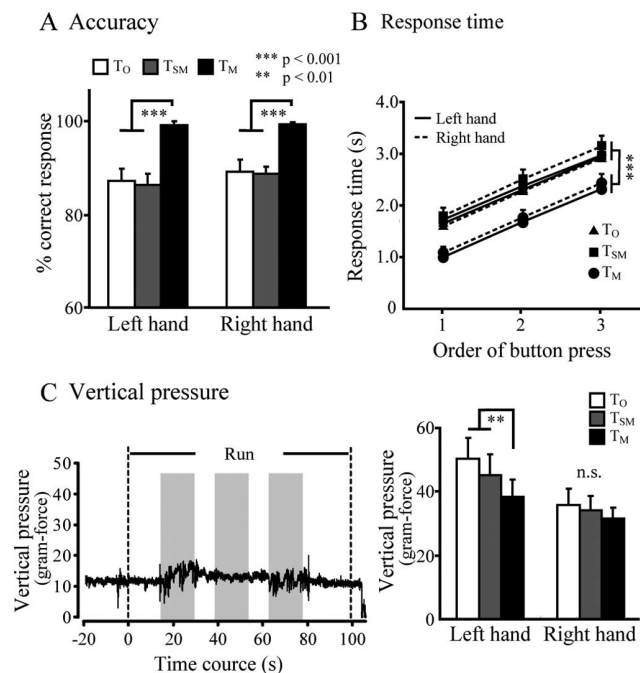 A Accuracy
T_O T_SM T_M
*** p < 0.001
** p < 0.01
% correct response
100
80
60
***
***
Left hand
Right hand
B Response time
Response time (s)
4.0
3.0
2.0
1.0
0
Left hand
Right hand
***
T_O
T_SM
T_M
1 2 3
Order of button press
C Vertical pressure
Vertical pressure
(gram-force)
50
40
30
20
10
0
Run
-20 0 20 40 60 80 100
Time cource (s)
T_O
T_SM
T_M
Vertical pressure
(gram-force)
60
40
20
0
**
n.s.
Left hand
Right hand